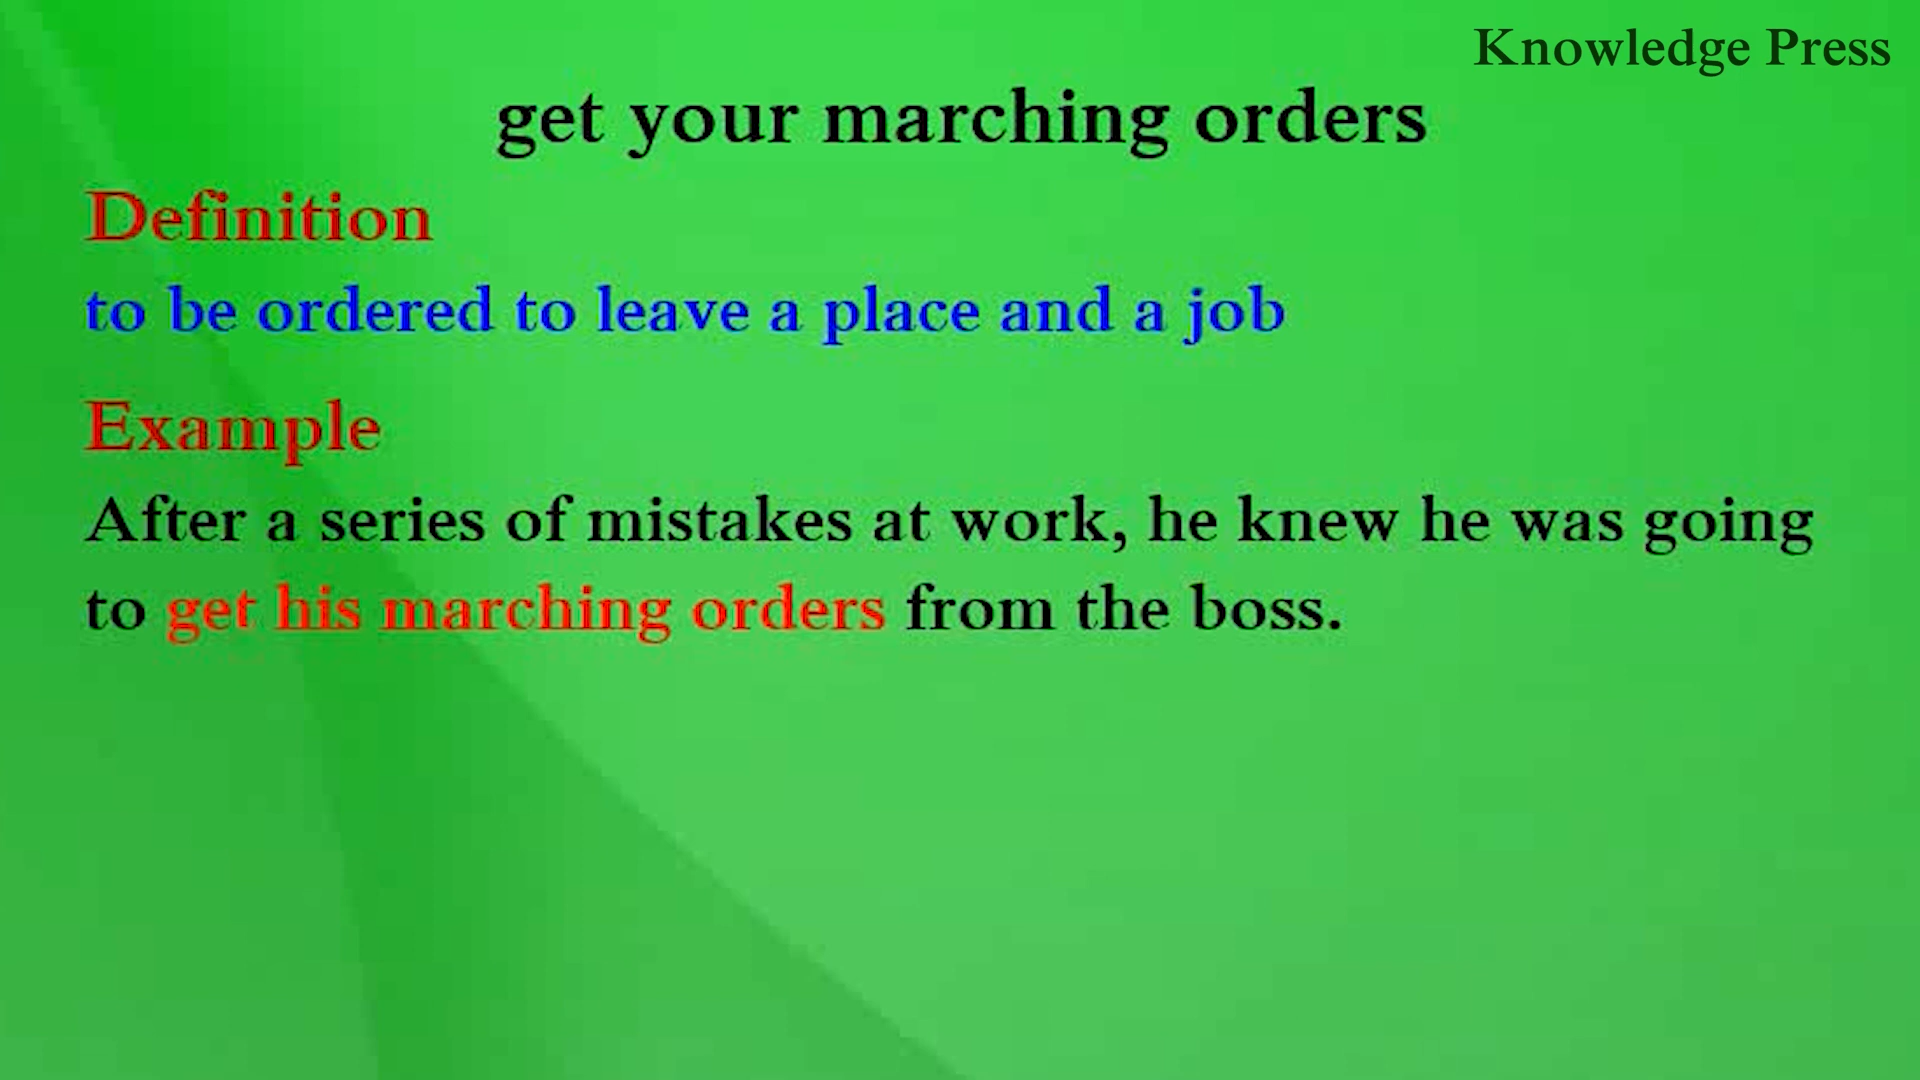 Knowledge Press
get your marching orders
Definition
to be ordered to leave a place and a job
Example
After a series of mistakes at work, he knew he was going
to get his marching orders from the boss.